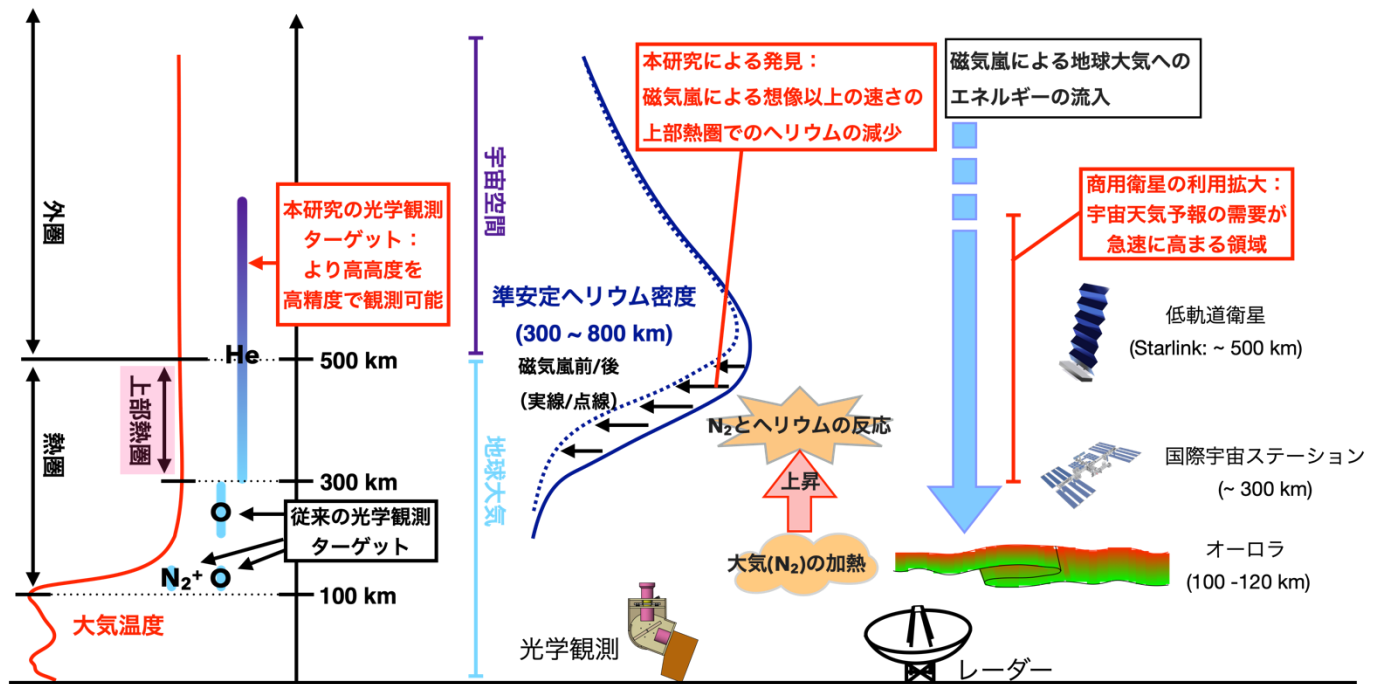 外圏
熱圏
上部熱圏
大気温度
He
O
N₂⁺
O
500 km
300 km
100 km
本研究の光学観測
ターゲット：
より高高度を
高精度で観測可能
従来の光学観測
ターゲット
宇宙空間
地球大気
準安定ヘリウム密度
(300 ~ 800 km)
磁気嵐前/後
（実線/点線）
本研究による発見：
磁気嵐による想像以上の速さの
上部熱圏でのヘリウムの減少
N₂とヘリウムの反応
上昇
大気(N₂)の加熱
光学観測
磁気嵐による地球大気への
エネルギーの流入
商用衛星の利用拡大：
宇宙天気予報の需要が
急速に高まる領域
低軌道衛星
(Starlink: ~ 500 km)
国際宇宙ステーション
(~ 300 km)
オーロラ
(100 -120 km)
レーダー